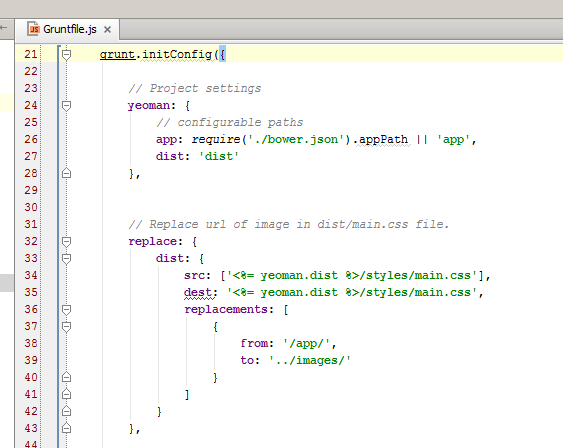 Gruntfile.js
21 grunt.initConfig({
22
23 // Project settings
24 yeoman: {
25 // configurable paths
26 app: require('./bower.json').appPath || 'app',
27 dist: 'dist'
28 },
29
30
31 // Replace url of image in dist/main.css file.
32 replace: {
33 dist: {
34 src: ['<%= yeoman.dist %>/styles/main.css'],
35 dest: '<%= yeoman.dist %>/styles/main.css',
36 replacements: [
37 {
38 from: '/app/',
39 to: '../images/'
40 }
41 ]
42 }
43 },
44